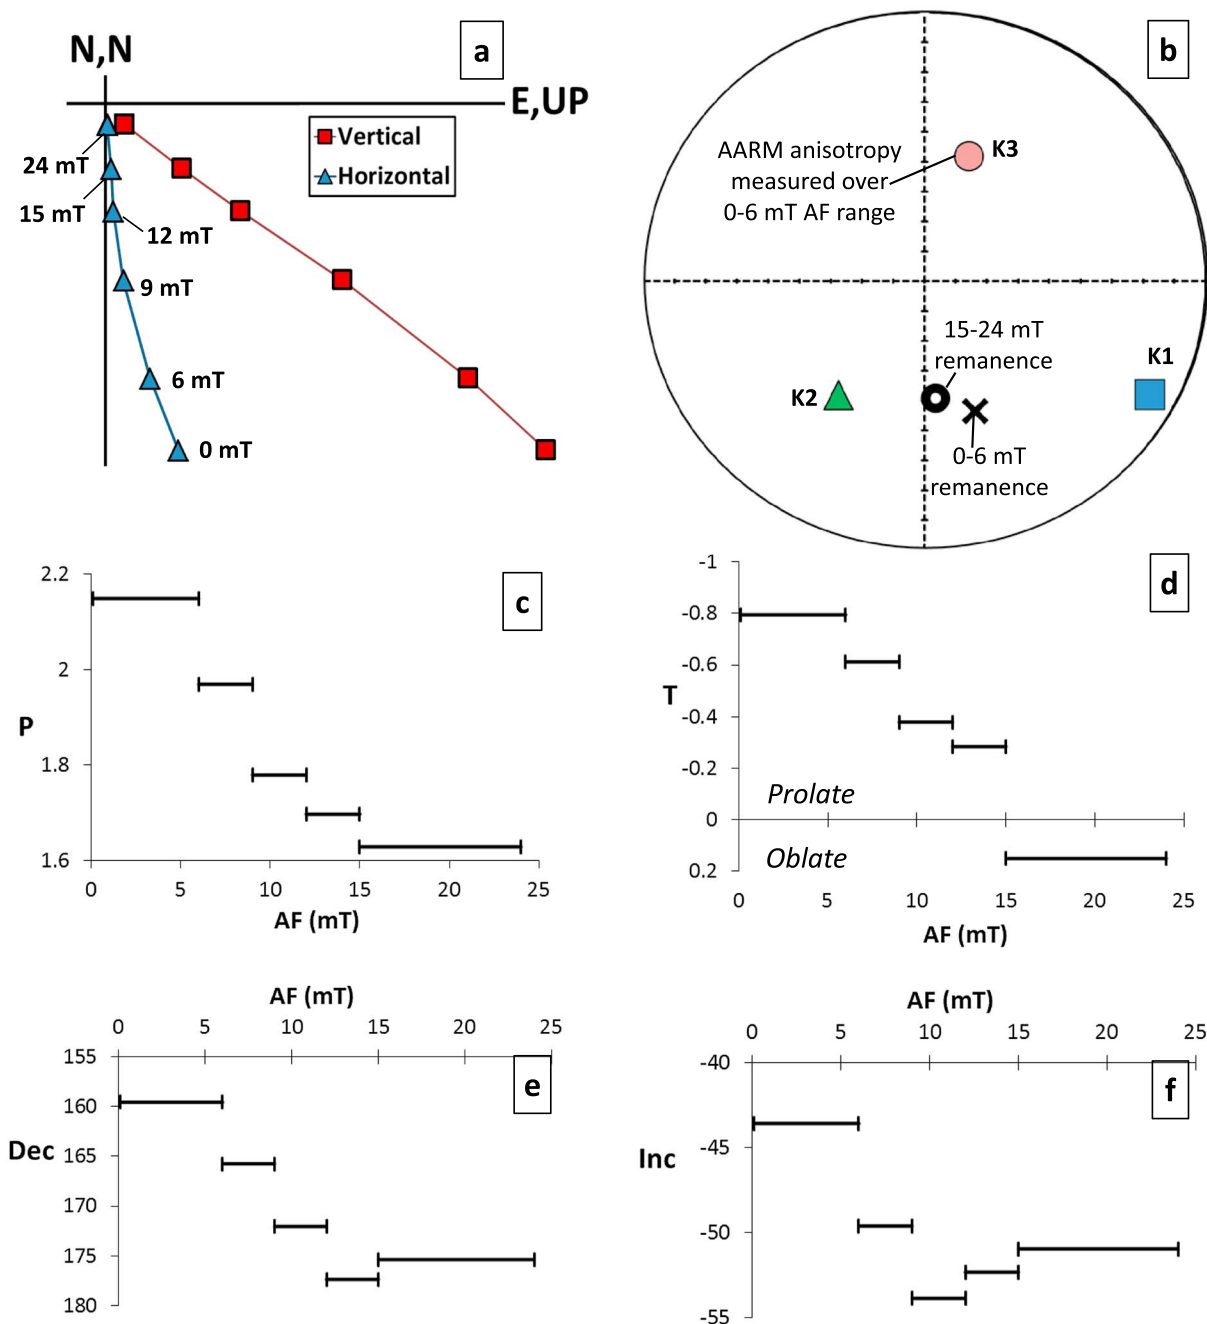 N,N
a
E,UP
Vertical
Horizontal
24 mT
15 mT
12 mT
9 mT
6 mT
0 mT
b
AARM anisotropy
measured over
0-6 mT AF range
K3
15-24 mT
remanence
K1
K2
0-6 mT
remanence
c
2.2
2
P
1.8
1.6
0 5 10 15 20 25
AF (mT)
d
-1
-0.8
-0.6
T
-0.4
-0.2
Prolate
0
Oblate
0.2
0 5 10 15 20 25
AF (mT)
AF (mT)
0 5 10 15 20 25
155
e
160
Dec
165
170
175
180
AF (mT)
0 5 10 15 20 25
-40
f
-45
Inc
-50
-55